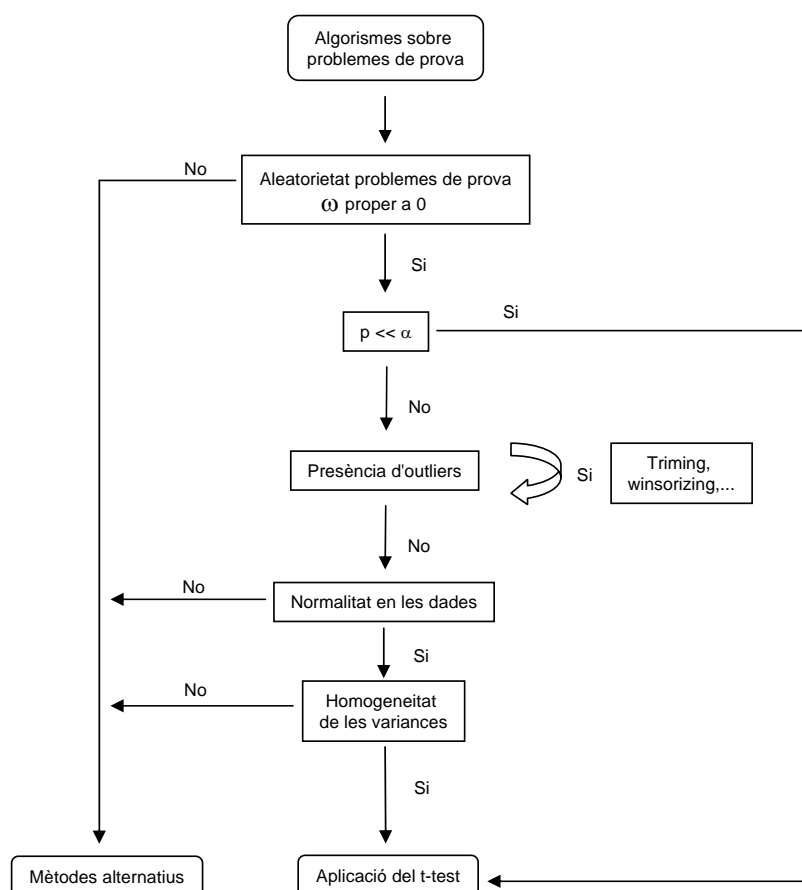 Algorismes sobre
problemes de prova
No
Aleatorietat problemes de prova
ω proper a 0
Si
Si
p << α
No
Presència d'outliers
Si
Triming,
winsorizing,...
No
No
Normalitat en les dades
Si
No
Homogeneitat
de les variances
Si
Mètodes alternatius
Aplicació del t-test